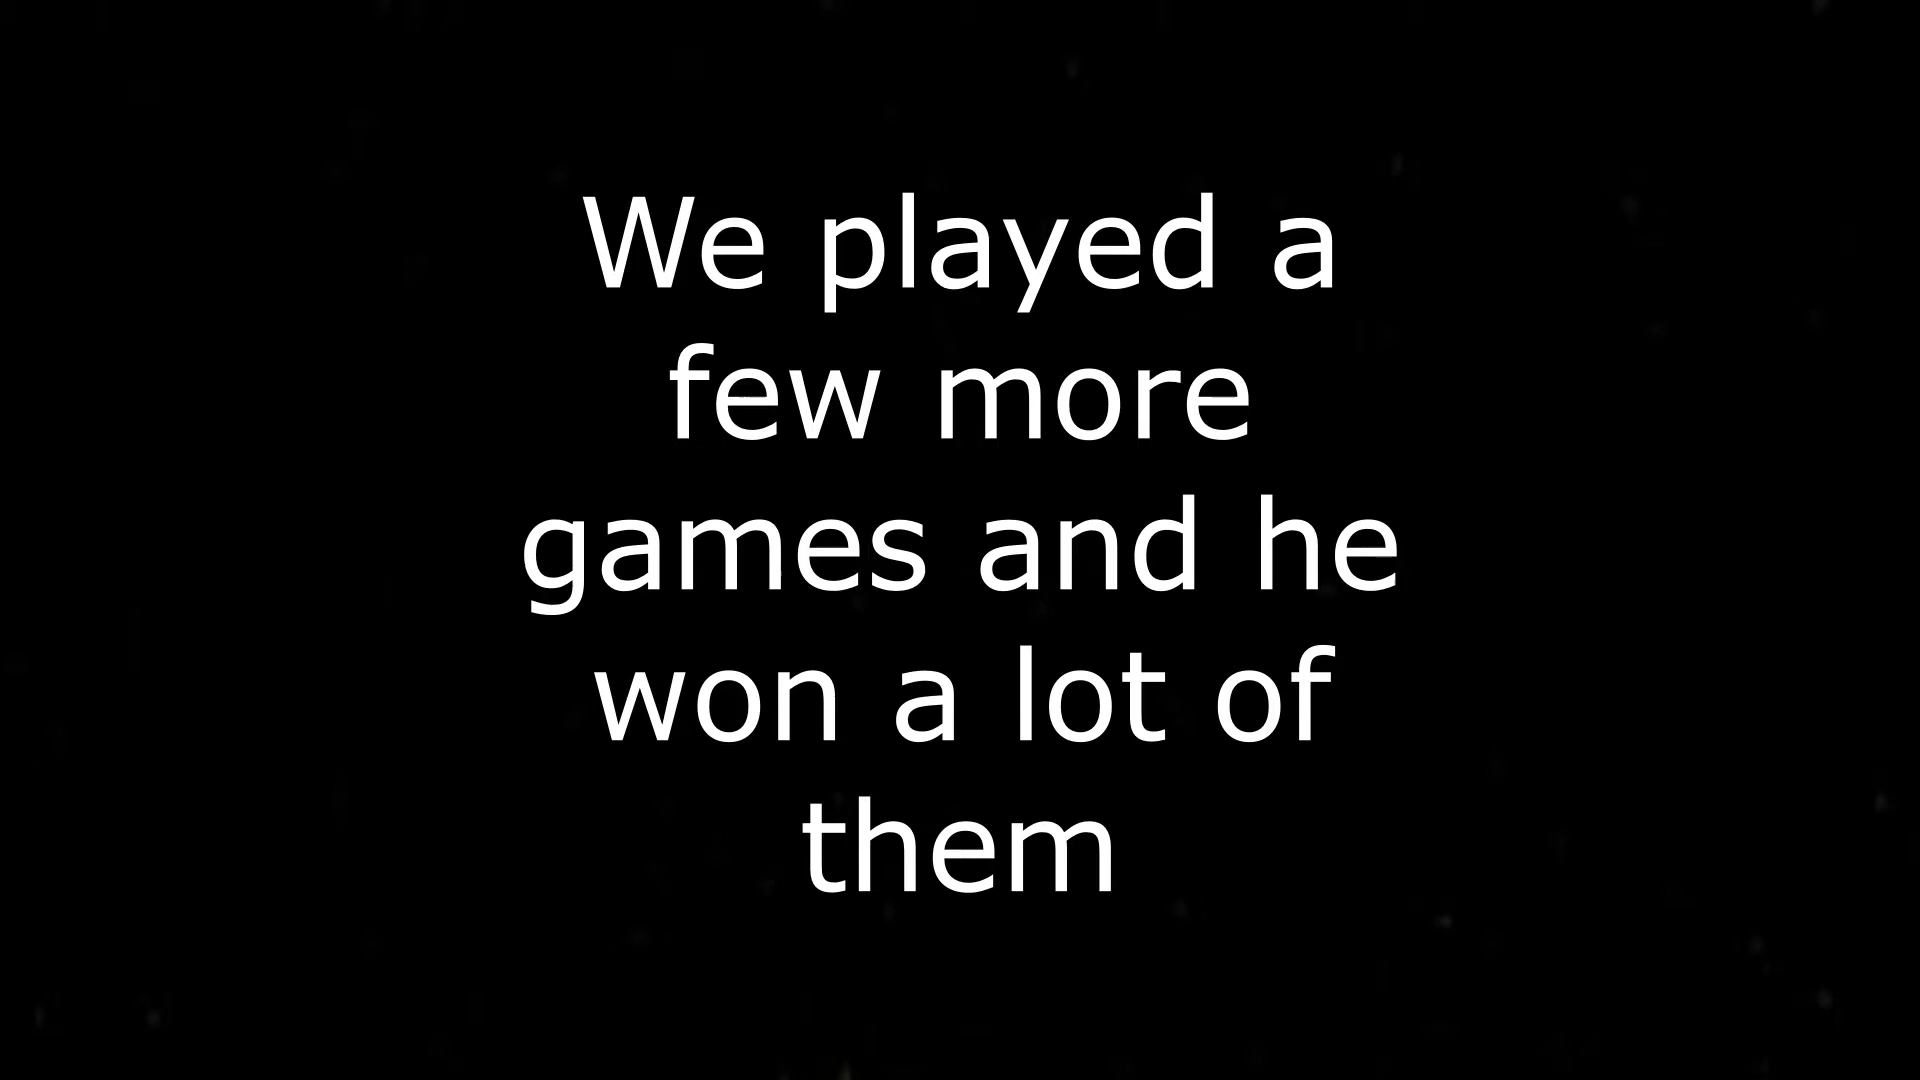 We played a
few more
games and he
won a lot of
them